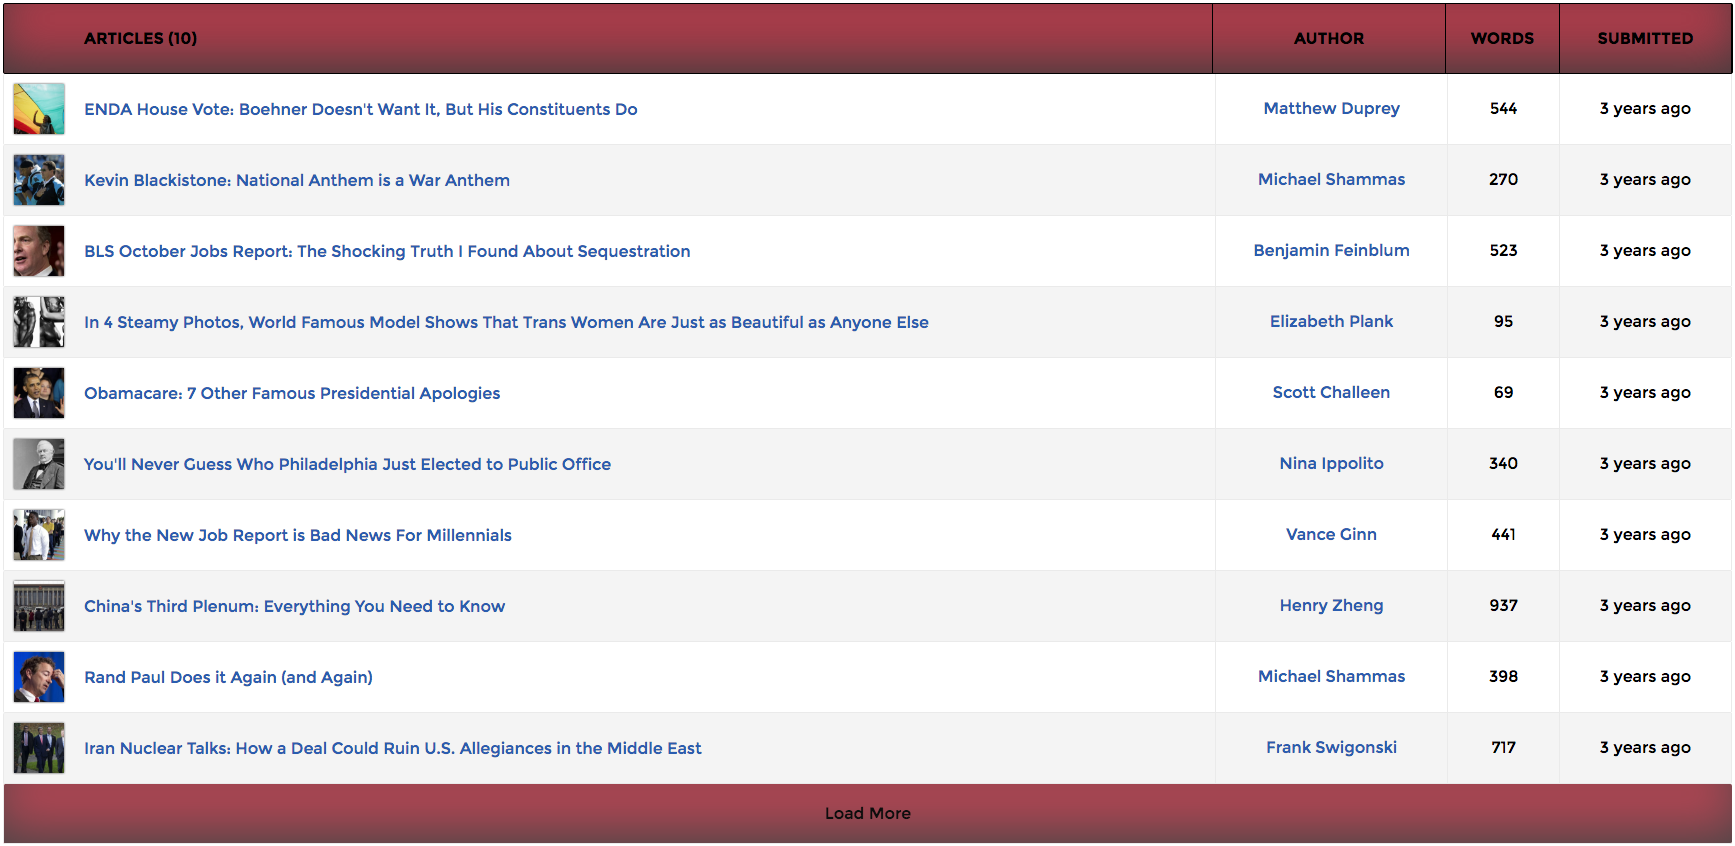 ARTICLES (10) AUTHOR WORDS SUBMITTED
ENDA House Vote: Boehner Doesn't Want It, But His Constituents Do Matthew Duprey 544 3 years ago
Kevin Blackistone: National Anthem is a War Anthem Michael Shammas 270 3 years ago
BLS October Jobs Report: The Shocking Truth I Found About Sequestration Benjamin Feinblum 523 3 years ago
In 4 Steamy Photos, World Famous Model Shows That Trans Women Are Just as Beautiful as Anyone Else Elizabeth Plank 95 3 years ago
Obamacare: 7 Other Famous Presidential Apologies Scott Challeen 69 3 years ago
You'll Never Guess Who Philadelphia Just Elected to Public Office Nina Ippolito 340 3 years ago
Why the New Job Report is Bad News For Millennials Vance Ginn 441 3 years ago
China's Third Plenum: Everything You Need to Know Henry Zheng 937 3 years ago
Rand Paul Does it Again (and Again) Michael Shammas 398 3 years ago
Iran Nuclear Talks: How a Deal Could Ruin U.S. Allegiances in the Middle East Frank Swigonski 717 3 years ago
Load More